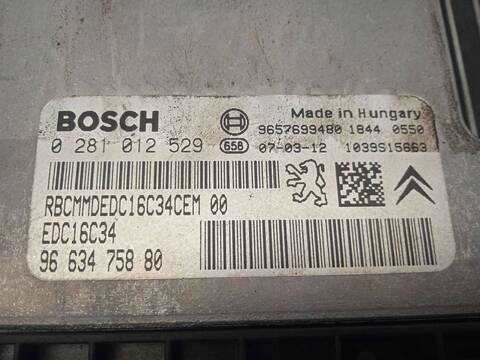 BOSCH
Made in Hungary
9657699480 1844 0550
0 281 012 529 658 07-03-12 1039S15663
RBCMMDEDC16C34CEM 00
EDC16C34
96 634 758 80